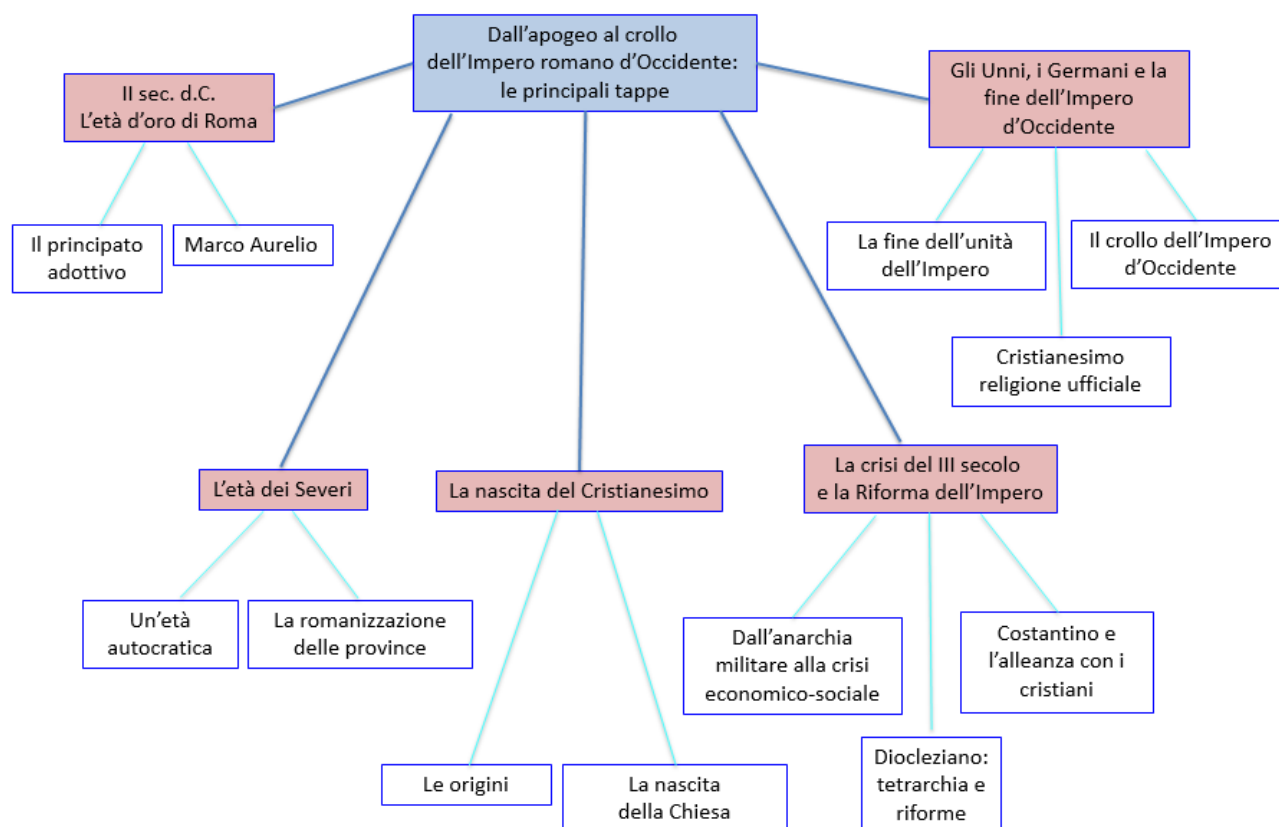 Dall’apogeo al crollo
dell’Impero romano d’Occidente:
le principali tappe
II sec. d.C.
L’età d’oro di Roma
Il principato
adottivo
Marco Aurelio
Gli Unni, i Germani e la
fine dell’Impero
d’Occidente
La fine dell’unità
dell’Impero
Il crollo dell’Impero
d’Occidente
Cristianesimo
religione ufficiale
L’età dei Severi
Un’età
autocratica
La romanizzazione
delle province
La nascita del Cristianesimo
Le origini
La nascita
della Chiesa
La crisi del III secolo
e la Riforma dell’Impero
Dall’anarchia
militare alla crisi
economico-sociale
Diocleziano:
tetrarchia e
riforme
Costantino e
l’alleanza con i
cristiani